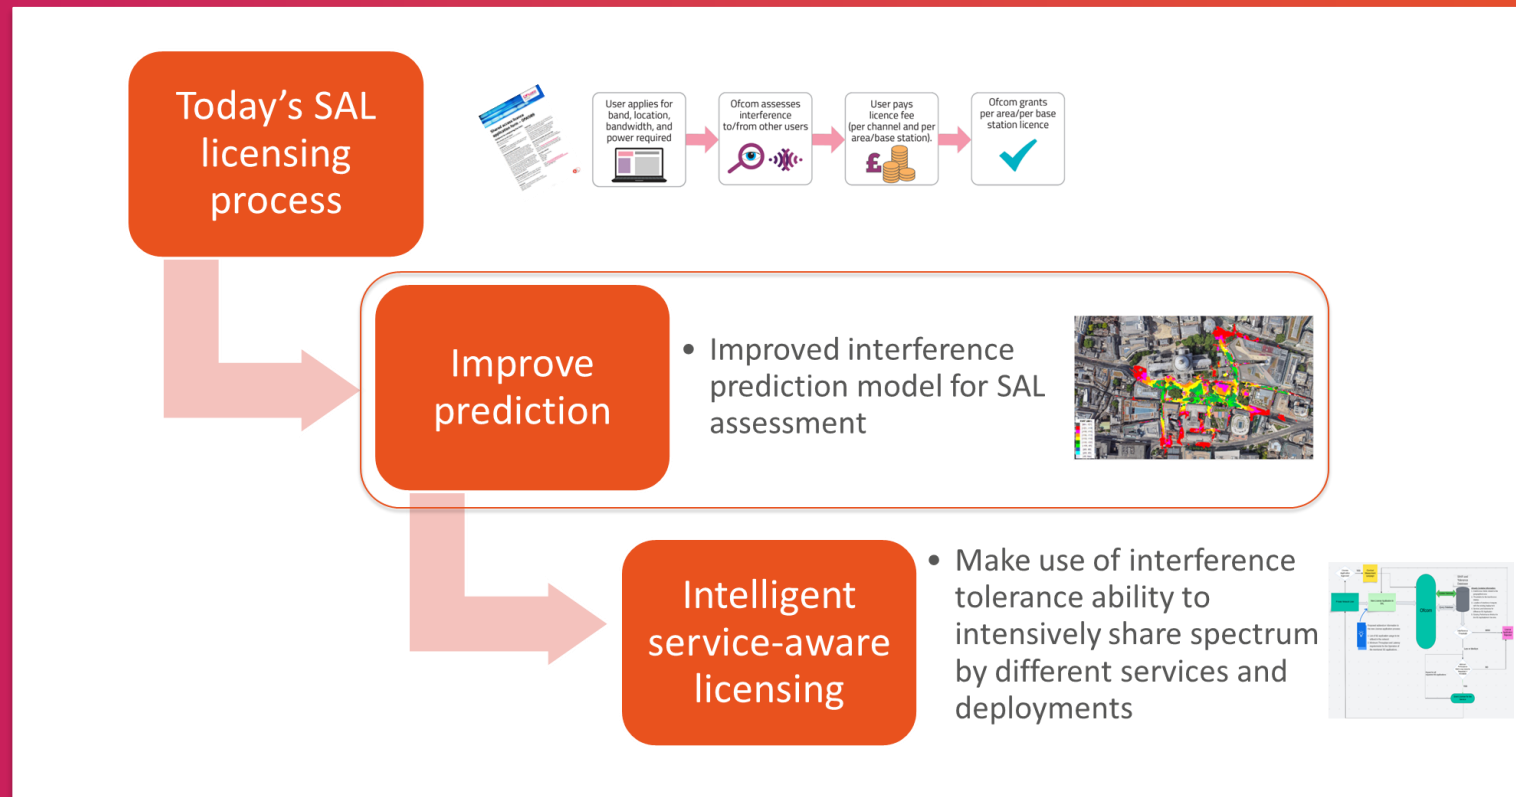 Today's SAL
licensing
process
User applies for
band, location,
bandwidth, and
power required
Ofcom assesses
interference
to/from other users
User pays
licence fee
(per channel and per
area/base station).
£
Ofcom grants
per area/per base
station licence
Improve
prediction
• Improved interference
prediction model for SAL
assessment
Intelligent
service-aware
licensing
• Make use of interference
tolerance ability to
intensively share spectrum
by different services and
deployments
Ofcom